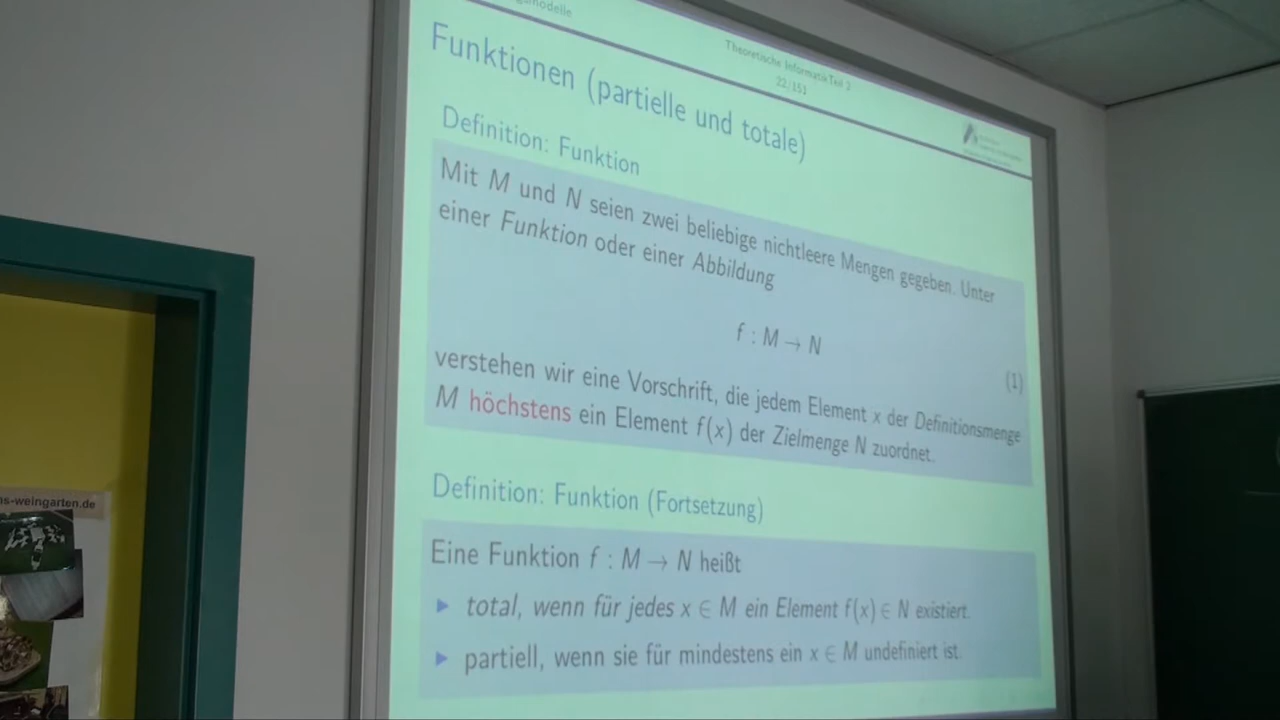 Theoretische Informatik Teil 2
22/151
Funktionen (partielle und totale)
Definition: Funktion
Mit M und N seien zwei beliebige nichtleere Mengen gegeben. Unter
einer Funktion oder einer Abbildung
f : M → N
(1)
verstehen wir eine Vorschrift, die jedem Element x der Definitionsmenge
M höchstens ein Element f(x) der Zielmenge N zuordnet.
Definition: Funktion (Fortsetzung)
Eine Funktion f : M → N heißt
▶ total, wenn für jedes x ∈ M ein Element f(x) ∈ N existiert.
▶ partiell, wenn sie für mindestens ein x ∈ M undefiniert ist.
hs-weingarten.de